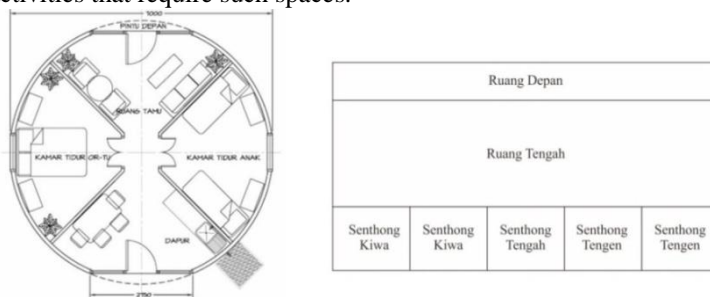 ctivities that require such spaces.
7000
PINTU DEPAN
RUANG TAMU
KAMAR TIDUR OR-TU
KAMAR TIDUR ANAK
DAPUR
2750
Ruang Depan
Ruang Tengah
Senthong
Kiwa
Senthong
Kiwa
Senthong
Tengah
Senthong
Tengen
Senthong
Tengen